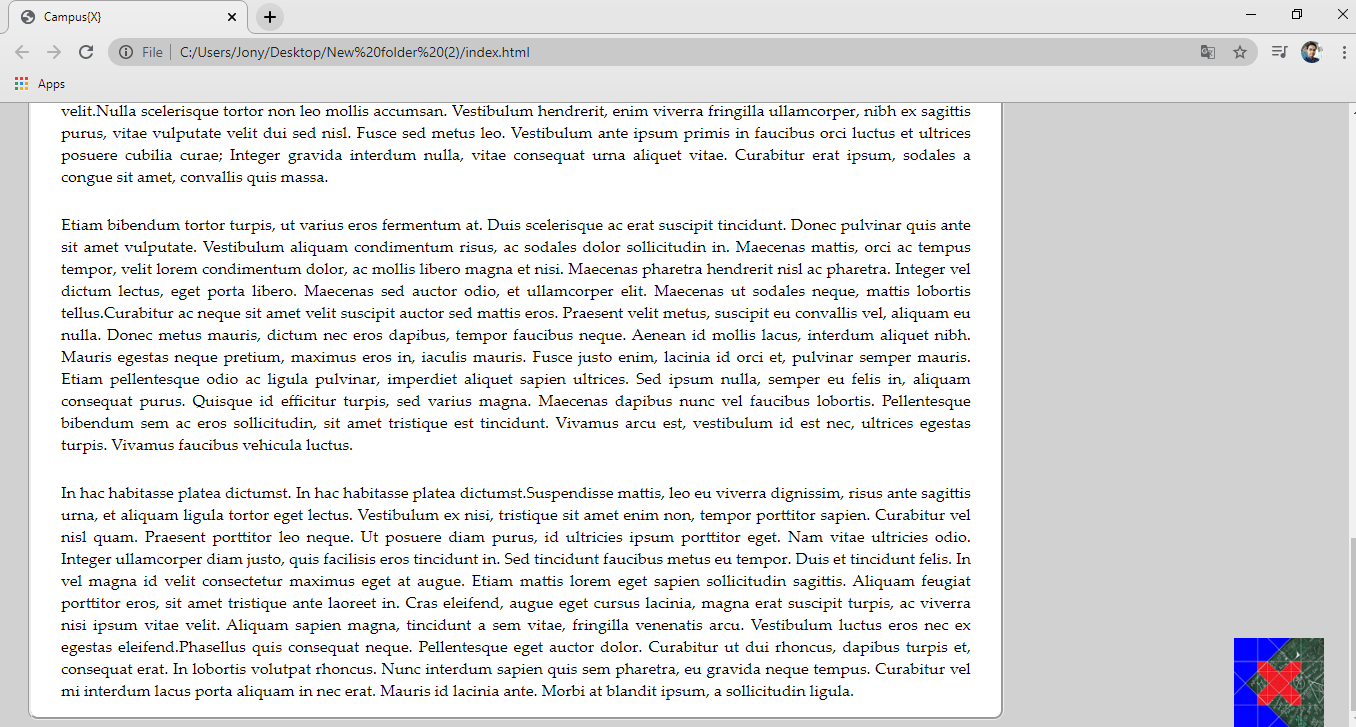 Campus{X}
File | C:/Users/Jony/Desktop/New%20folder%20(2)/index.html
Apps
velit.Nulla scelerisque tortor non leo mollis accumsan. Vestibulum hendrerit, enim viverra fringilla ullamcorper, nibh ex sagittis
purus, vitae vulputate velit dui sed nisl. Fusce sed metus leo. Vestibulum ante ipsum primis in faucibus orci luctus et ultrices
posuere cubilia curae; Integer gravida interdum nulla, vitae consequat urna aliquet vitae. Curabitur erat ipsum, sodales a
congue sit amet, convallis quis massa.
Etiam bibendum tortor turpis, ut varius eros fermentum at. Duis scelerisque ac erat suscipit tincidunt. Donec pulvinar quis ante
sit amet vulputate. Vestibulum aliquam condimentum risus, ac sodales dolor sollicitudin in. Maecenas mattis, orci ac tempus
tempor, velit lorem condimentum dolor, ac mollis libero magna et nisi. Maecenas pharetra hendrerit nisl ac pharetra. Integer vel
dictum lectus, eget porta libero. Maecenas sed auctor odio, et ullamcorper elit. Maecenas ut sodales neque, mattis lobortis
tellus.Curabitur ac neque sit amet velit suscipit auctor sed mattis eros. Praesent velit metus, suscipit eu convallis vel, aliquam eu
nulla. Donec metus mauris, dictum nec eros dapibus, tempor faucibus neque. Aenean id mollis lacus, interdum aliquet nibh.
Mauris egestas neque pretium, maximus eros in, iaculis mauris. Fusce justo enim, lacinia id orci et, pulvinar semper mauris.
Etiam pellentesque odio ac ligula pulvinar, imperdiet aliquet sapien ultrices. Sed ipsum nulla, semper eu felis in, aliquam
consequat purus. Quisque id efficitur turpis, sed varius magna. Maecenas dapibus nunc vel faucibus lobortis. Pellentesque
bibendum sem ac eros sollicitudin, sit amet tristique est tincidunt. Vivamus arcu est, vestibulum id est nec, ultrices egestas
turpis. Vivamus faucibus vehicula luctus.
In hac habitasse platea dictumst. In hac habitasse platea dictumst.Suspendisse mattis, leo eu viverra dignissim, risus ante sagittis
urna, et aliquam ligula tortor eget lectus. Vestibulum ex nisi, tristique sit amet enim non, tempor porttitor sapien. Curabitur vel
nisl quam. Praesent porttitor leo neque. Ut posuere diam purus, id ultricies ipsum porttitor eget. Nam vitae ultricies odio.
Integer ullamcorper diam justo, quis facilisis eros tincidunt in. Sed tincidunt faucibus metus eu tempor. Duis et tincidunt felis. In
vel magna id velit consectetur maximus eget at augue. Etiam mattis lorem eget sapien sollicitudin sagittis. Aliquam feugiat
porttitor eros, sit amet tristique ante laoreet in. Cras eleifend, augue eget cursus lacinia, magna erat suscipit turpis, ac viverra
nisi ipsum vitae velit. Aliquam sapien magna, tincidunt a sem vitae, fringilla venenatis arcu. Vestibulum luctus eros nec ex
egestas eleifend.Phasellus quis consequat neque. Pellentesque eget auctor dolor. Curabitur ut dui rhoncus, dapibus turpis et,
consequat erat. In lobortis volutpat rhoncus. Nunc interdum sapien quis sem pharetra, eu gravida neque tempus. Curabitur vel
mi interdum lacus porta aliquam in nec erat. Mauris id lacinia ante. Morbi at blandit ipsum, a sollicitudin ligula.